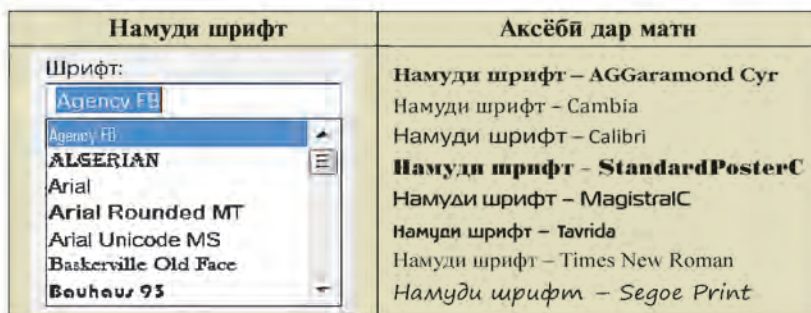 Намуди шрифт
Аксёбӣ дар матн
Шрифт:
Agency FB
Agency FB
ALGERIAN
Arial
Arial Rounded MT
Arial Unicode MS
Baskerville Old Face
Bauhaus 93
Намуди шрифт – AGGaramond Cyr
Намуди шрифт – Cambia
Намуди шрифт – Calibri
Намуди шрифт – StandardPosterC
Намуди шрифт – MagistralC
Намуди шрифт – Tavrida
Намуди шрифт – Times New Roman
Намуди шрифт – Segoe Print